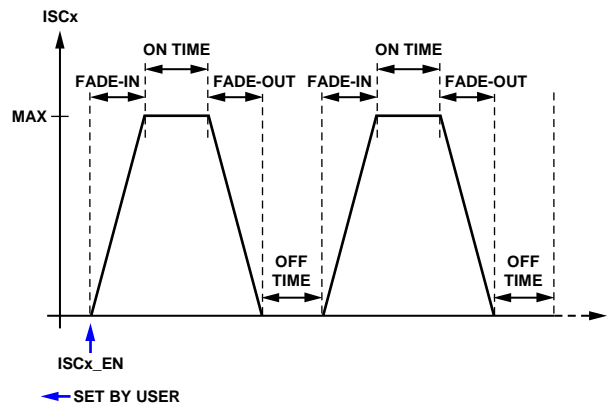 ISCx
ON TIME
ON TIME
FADE-IN
FADE-OUT
FADE-IN
FADE-OUT
MAX
OFF
TIME
OFF
TIME
ISCx_EN
SET BY USER